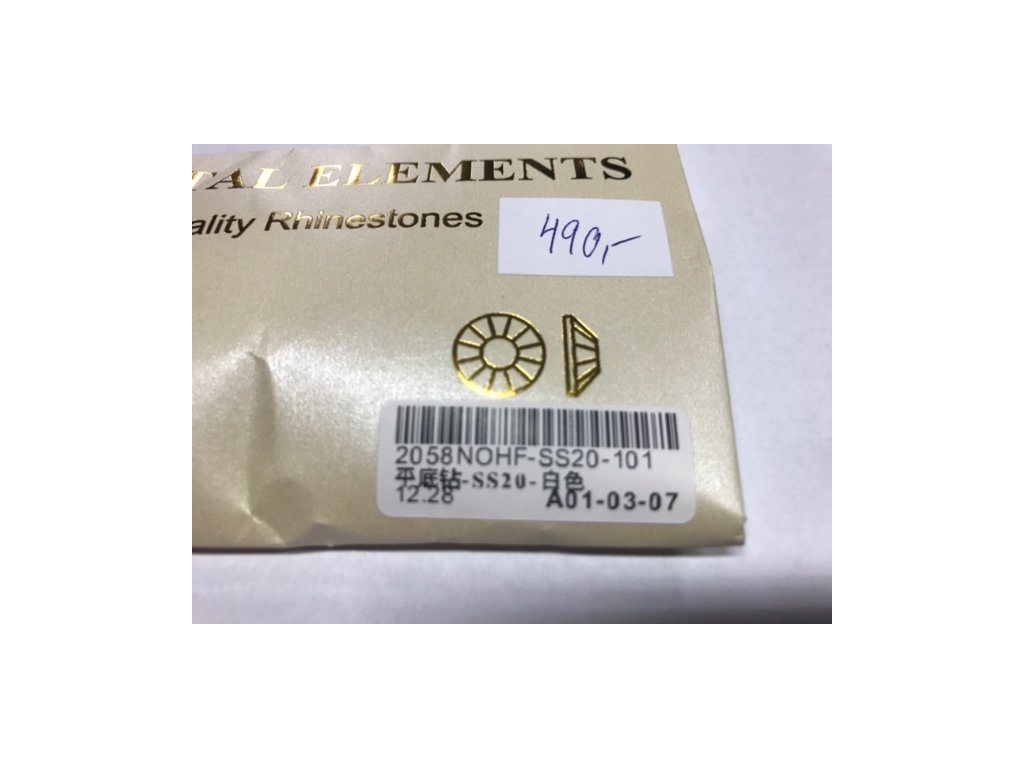 TAL ELEMENTS
ality Rhinestones
490,-
2058NOHF-SS20-101
平底钻-SS20-白色
12.28 A01-03-07